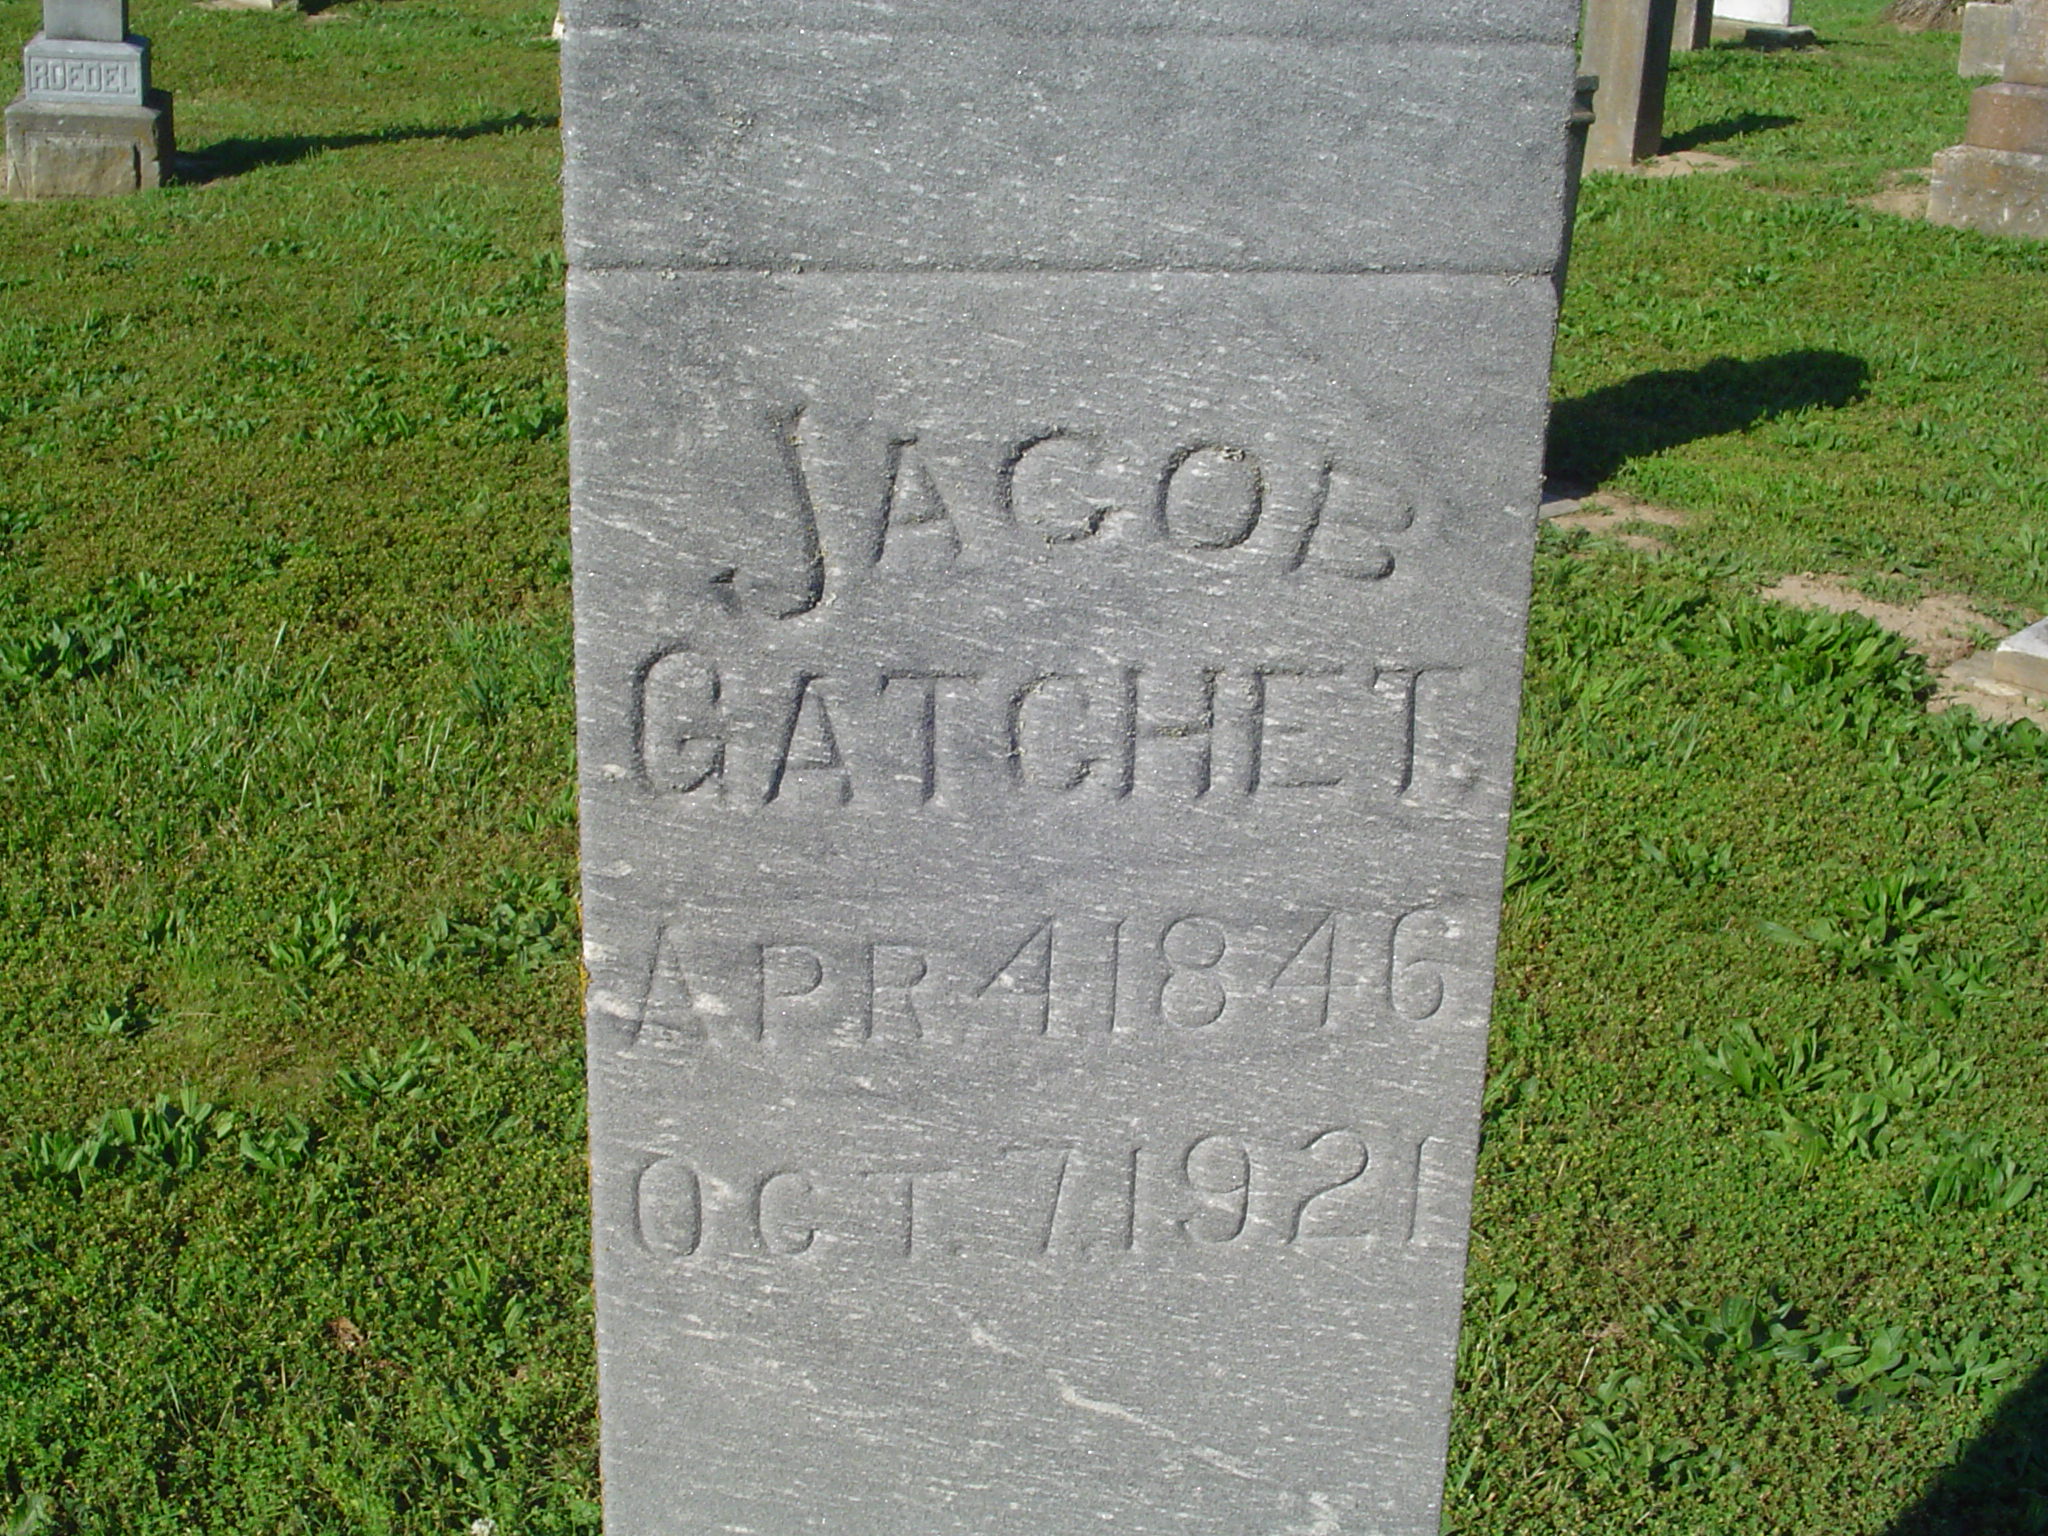 ROEDEL
JACOB
GATCHET.
APR 4 1846
OCT. 7, 1921